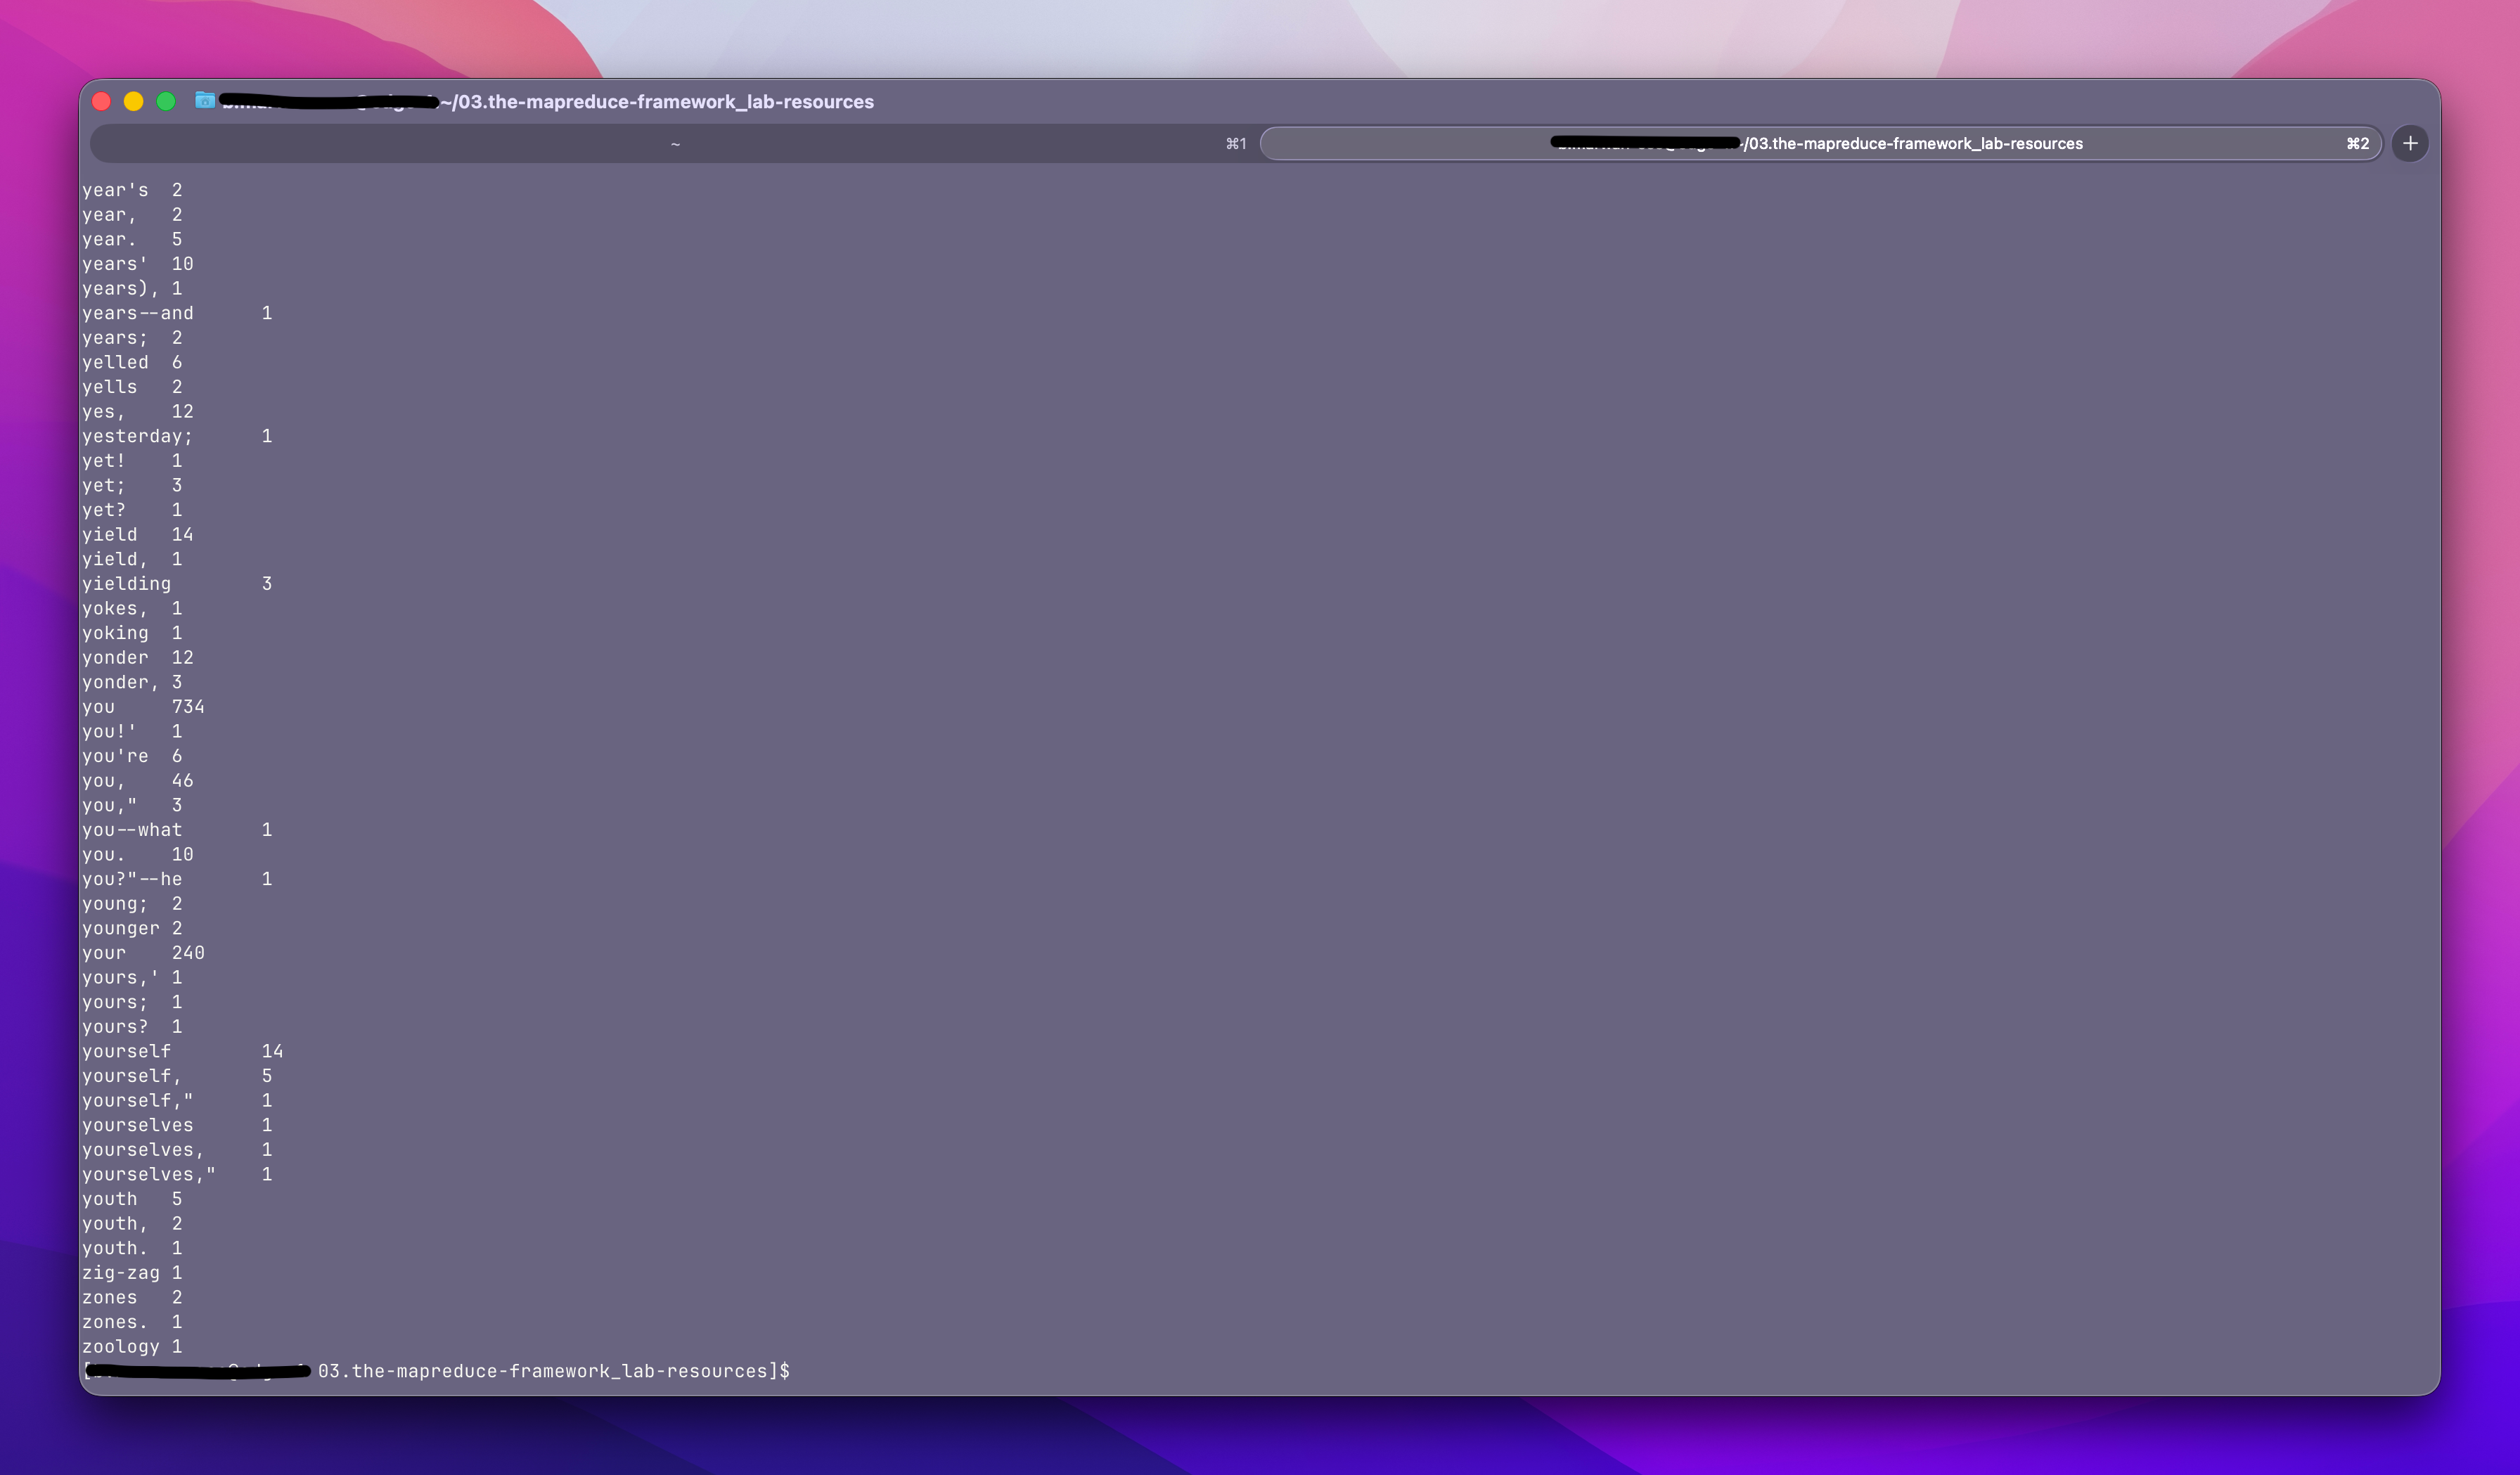 ~/03.the-mapreduce-framework_lab-resources
~ ⌘1 /03.the-mapreduce-framework_lab-resources ⌘2 +
year's 2
year, 2
year. 5
years' 10
years), 1
years--and 1
years; 2
yelled 6
yells 2
yes, 12
yesterday; 1
yet! 1
yet; 3
yet? 1
yield 14
yield, 1
yielding 3
yokes, 1
yoking 1
yonder 12
yonder, 3
you 734
you!' 1
you're 6
you, 46
you," 3
you--what 1
you. 10
you?"--he 1
young; 2
younger 2
your 240
yours,' 1
yours; 1
yours? 1
yourself 14
yourself, 5
yourself," 1
yourselves 1
yourselves, 1
yourselves," 1
youth 5
youth, 2
youth. 1
zig-zag 1
zones 2
zones. 1
zoology 1
[ 03.the-mapreduce-framework_lab-resources]$